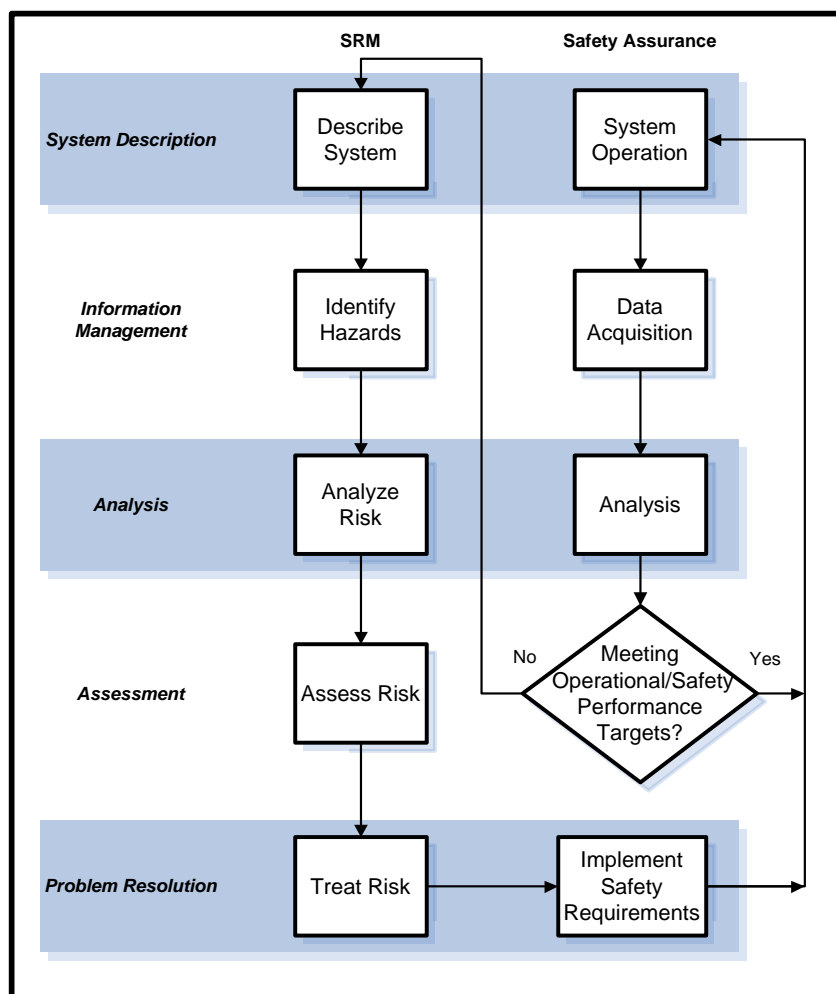 SRM
Safety Assurance
System Description
Describe
System
System
Operation
Information
Management
Identify
Hazards
Data
Acquisition
Analysis
Analyze
Risk
Analysis
Assessment
Assess Risk
No
Meeting
Operational/Safety
Performance
Targets?
Yes
Problem Resolution
Treat Risk
Implement
Safety
Requirements